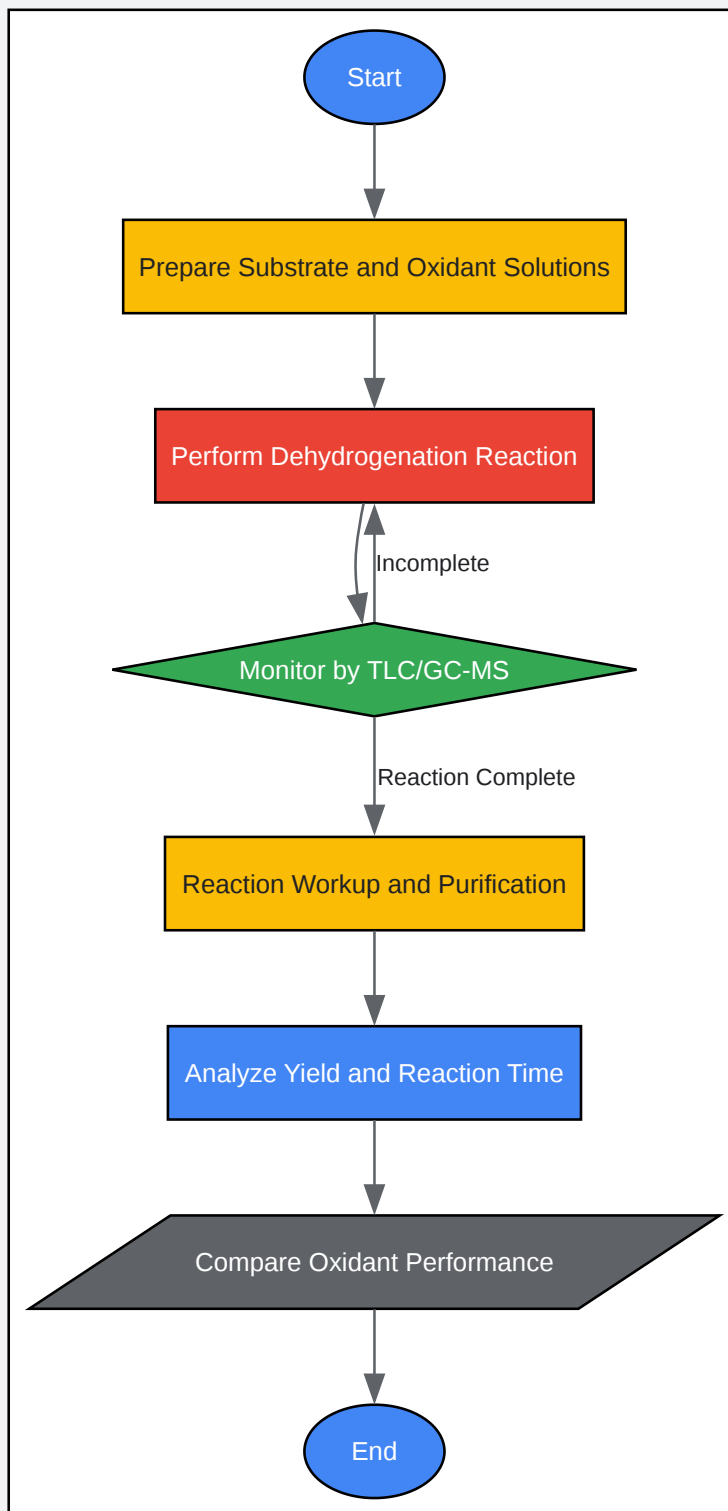 Start
Prepare Substrate and Oxidant Solutions
Perform Dehydrogenation Reaction
Incomplete
Monitor by TLC/GC-MS
Reaction Complete
Reaction Workup and Purification
Analyze Yield and Reaction Time
Compare Oxidant Performance
End